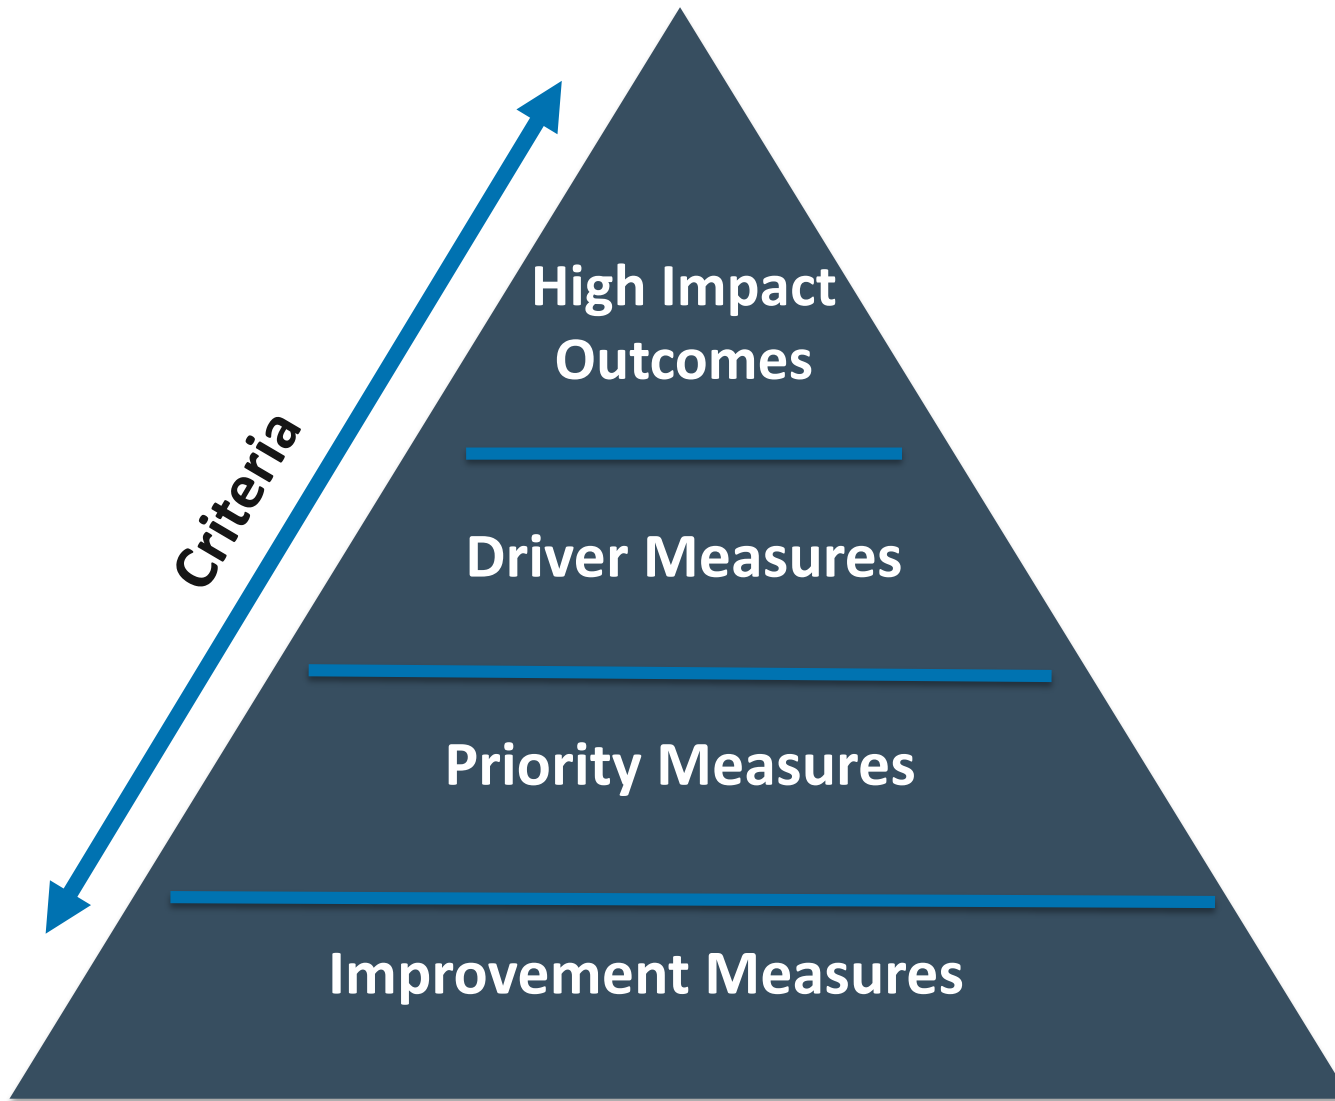 High Impact
Outcomes
Criteria
Driver Measures
Priority Measures
Improvement Measures